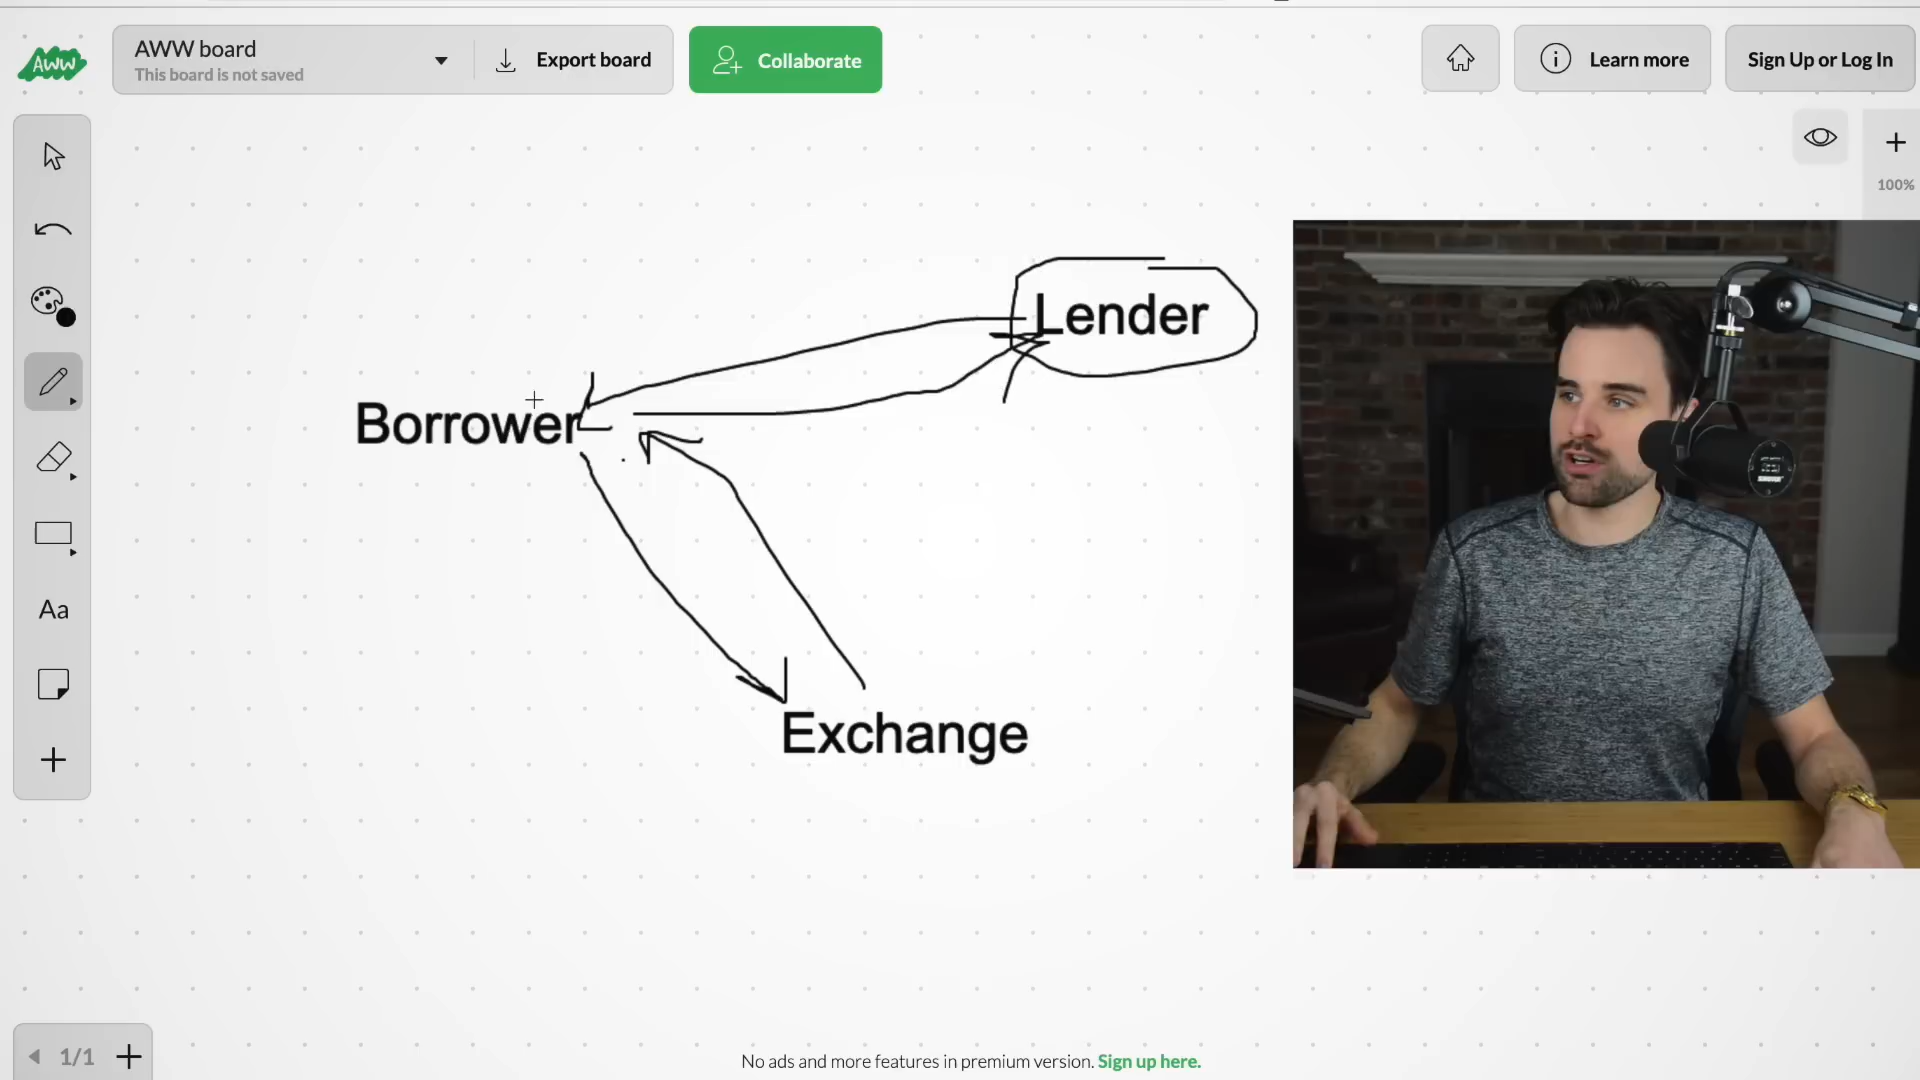 AWW
AWW board
This board is not saved
Export board
Collaborate
Learn more
Sign Up or Log In
100%
Lender
Borrower
Aa
Exchange
1/1
No ads and more features in premium version. Sign up here.